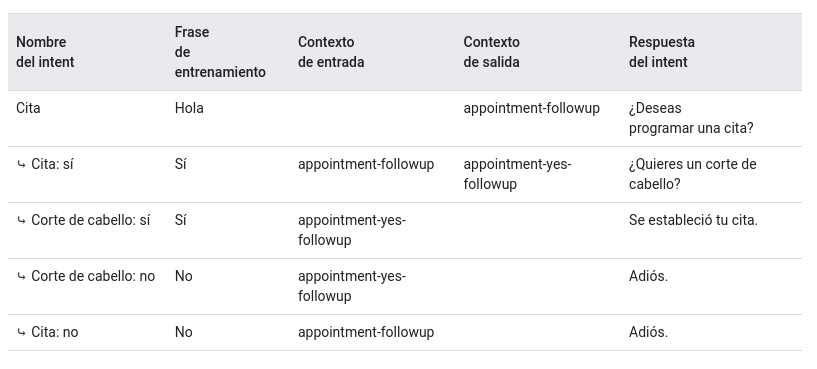 Nombre
del intent
Frase
de
entrenamiento
Contexto
de entrada
Contexto
de salida
Respuesta
del intent
Cita
Hola
appointment-followup
¿Deseas
programar una cita?
⤷ Cita: sí
Sí
appointment-followup
appointment-yes-
followup
¿Quieres un corte de
cabello?
⤷ Corte de cabello: sí
Sí
appointment-yes-
followup
Se estableció tu cita.
⤷ Corte de cabello: no
No
appointment-yes-
followup
Adiós.
⤷ Cita: no
No
appointment-followup
Adiós.